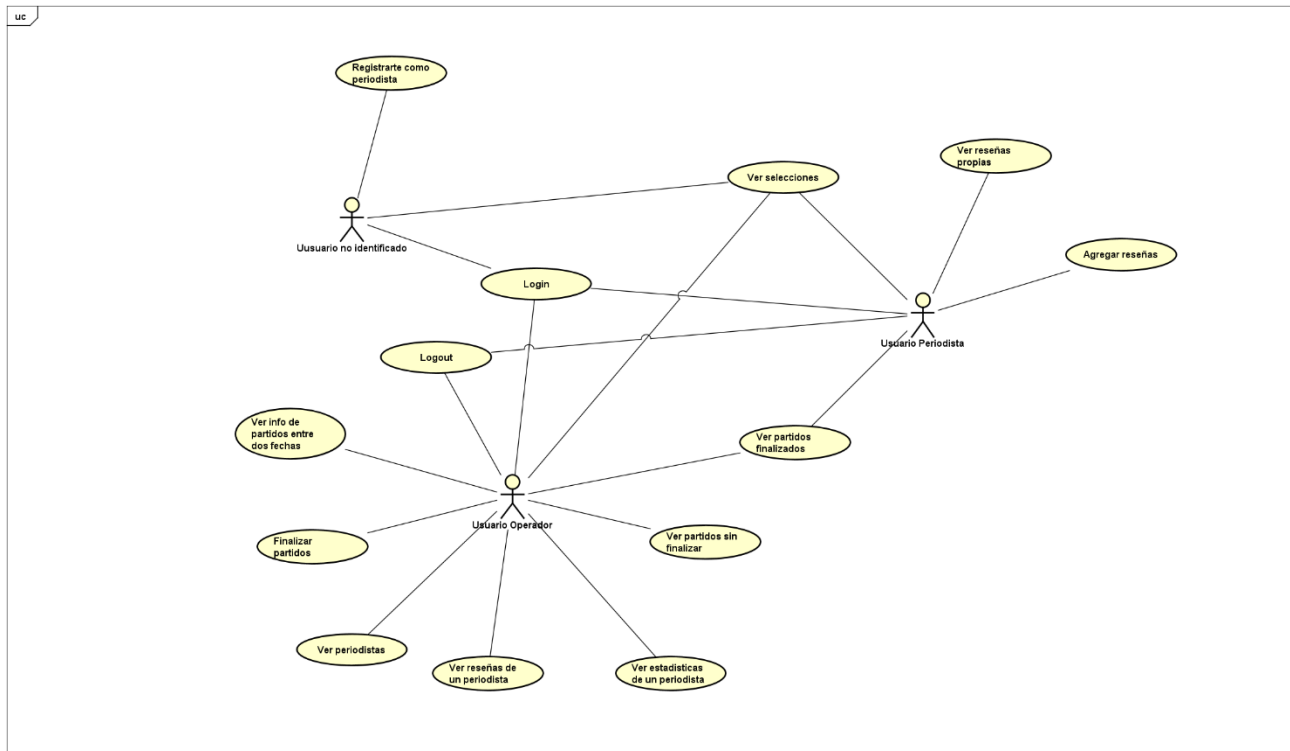 uc
Registrarte como
periodista
Ver reseñas
propias
Ver selecciones
Uusuario no identificado
Agregar reseñas
Login
Usuario Periodista
Logout
Ver info de
partidos entre
dos fechas
Ver partidos
finalizados
Usuario Operador
Finalizar
partidos
Ver partidos sin
finalizar
Ver periodistas
Ver reseñas de
un periodista
Ver estadisticas
de un periodista